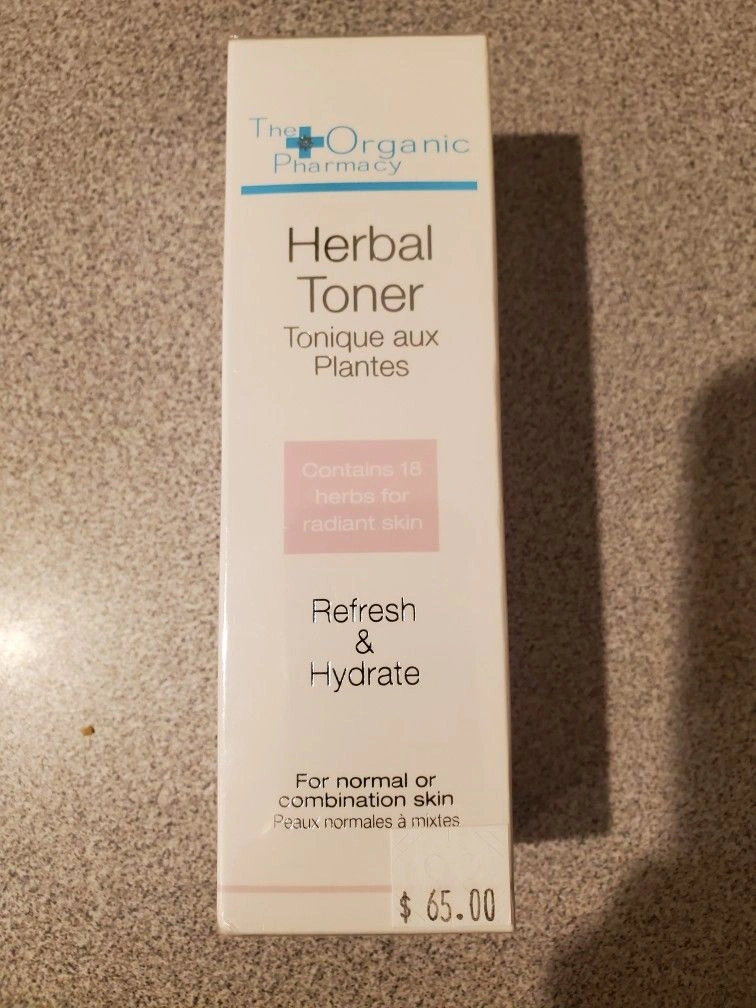 The Organic
Pharmacy
Herbal
Toner
Tonique aux
Plantes
Contains 18
herbs for
radiant skin
Refresh
&
Hydrate
For normal or
combination skin
Peaux normales à mixtes
$ 65.00